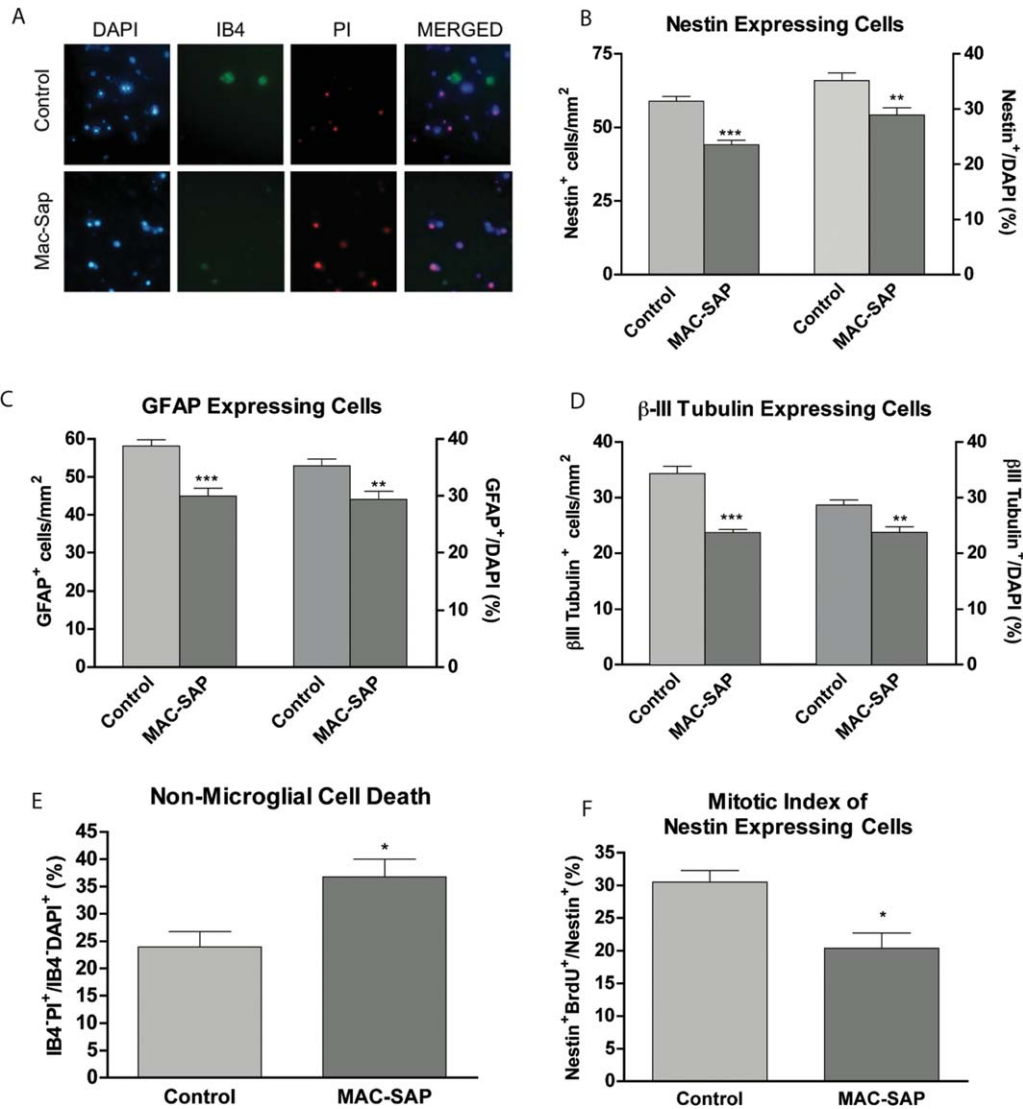 A
DAPI IB4 PI MERGED
Control
Mac-Sap
B
Nestin Expressing Cells
Nestin⁺ cells/mm²
75
50
25
0
***
**
40
30
20
10
0
Nestin⁺/DAPI (%)
Control MAC-SAP Control MAC-SAP
C
GFAP Expressing Cells
GFAP⁺ cells/mm²
60
50
40
30
20
10
0
***
**
40
30
20
10
0
GFAP⁺/DAPI (%)
Control MAC-SAP Control MAC-SAP
D
β-III Tubulin Expressing Cells
βIII Tubulin⁺ cells/mm²
40
30
20
10
0
***
**
40
30
20
10
0
βIII Tubulin⁺/DAPI (%)
Control MAC-SAP Control MAC-SAP
E
Non-Microglial Cell Death
IB4⁻PI⁺/IB4⁻DAPI⁺ (%)
45
40
35
30
25
20
15
10
5
0
*
Control MAC-SAP
F
Mitotic Index of
Nestin Expressing Cells
Nestin⁺BrdU⁺/Nestin⁺(%)
35
30
25
20
15
10
5
0
*
Control MAC-SAP